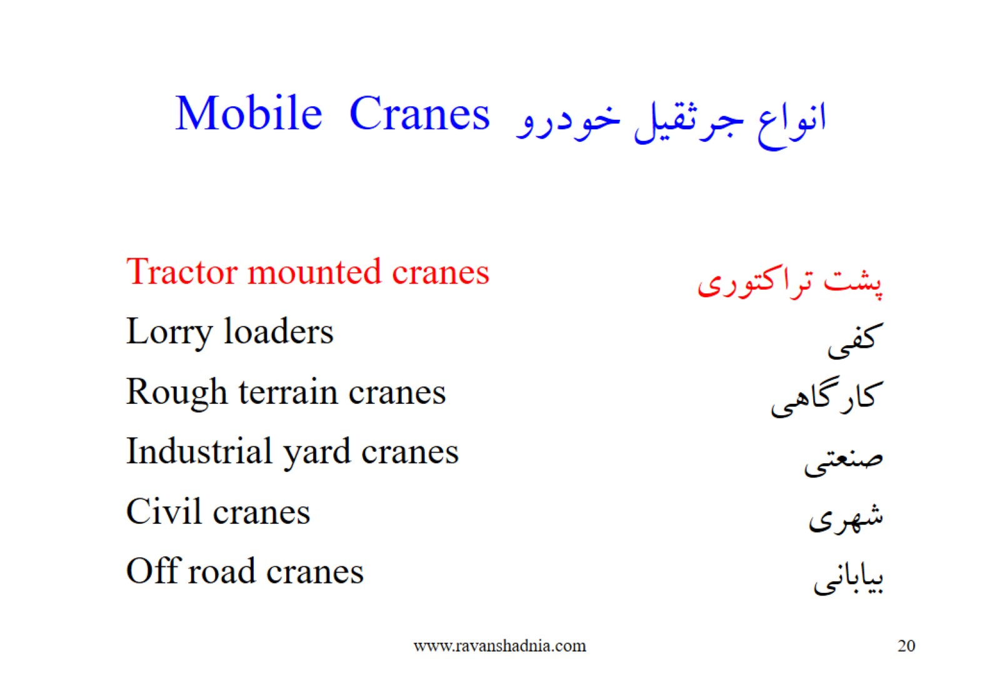 Mobile Cranes انواع جرثقیل خودرو
Tractor mounted cranes پشت تراکتوری
Lorry loaders کفی
Rough terrain cranes کارگاهی
Industrial yard cranes صنعتی
Civil cranes شهری
Off road cranes بیابانی
www.ravanshadnia.com 20